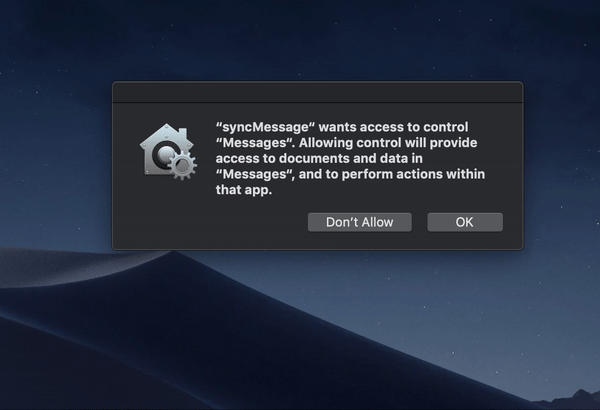 “syncMessage“ wants access to control
“Messages“. Allowing control will provide
access to documents and data in
“Messages“, and to perform actions within
that app.
Don’t Allow
OK